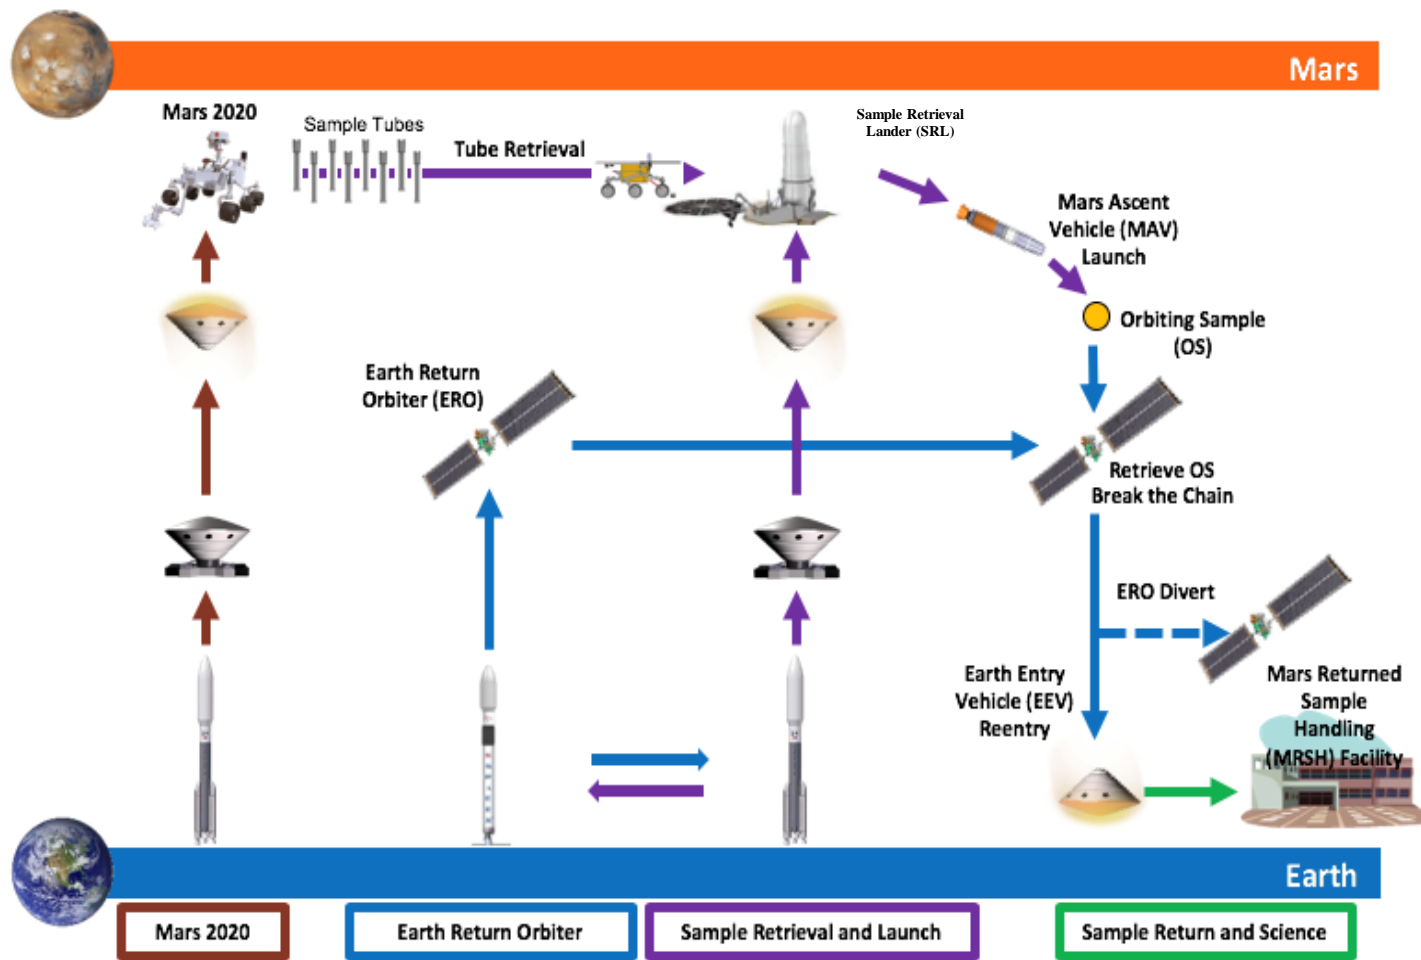 Mars
Mars 2020
Sample Tubes
Tube Retrieval
Sample Retrieval
Lander (SRL)
Mars Ascent
Vehicle (MAV)
Launch
Orbiting Sample
(OS)
Earth Return
Orbiter (ERO)
Retrieve OS
Break the Chain
ERO Divert
Earth Entry
Vehicle (EEV)
Reentry
Mars Returned
Sample
Handling
(MRSH) Facility
Earth
Mars 2020
Earth Return Orbiter
Sample Retrieval and Launch
Sample Return and Science